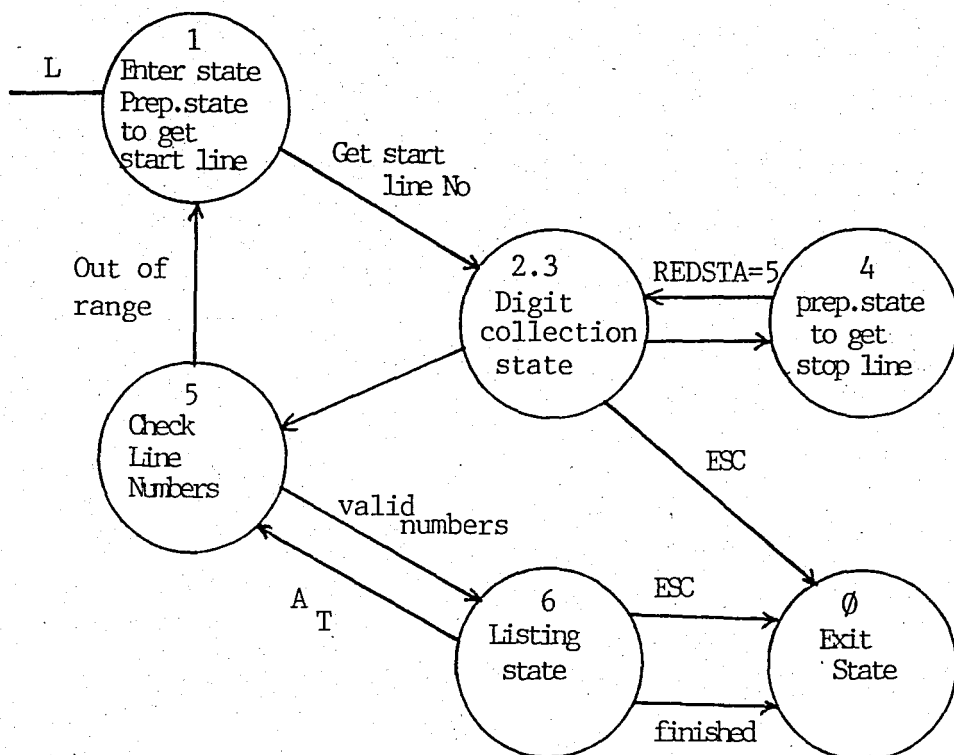 L
1
Enter state
Prep.state
to get
start line
Get start
line No
Out of
range
2.3
Digit
collection
state
REDSTA=5
4
prep.state
to get
stop line
5
Check
Line
Numbers
ESC
valid
numbers
A
T
6
Listing
state
ESC
finished
Ø
Exit
State